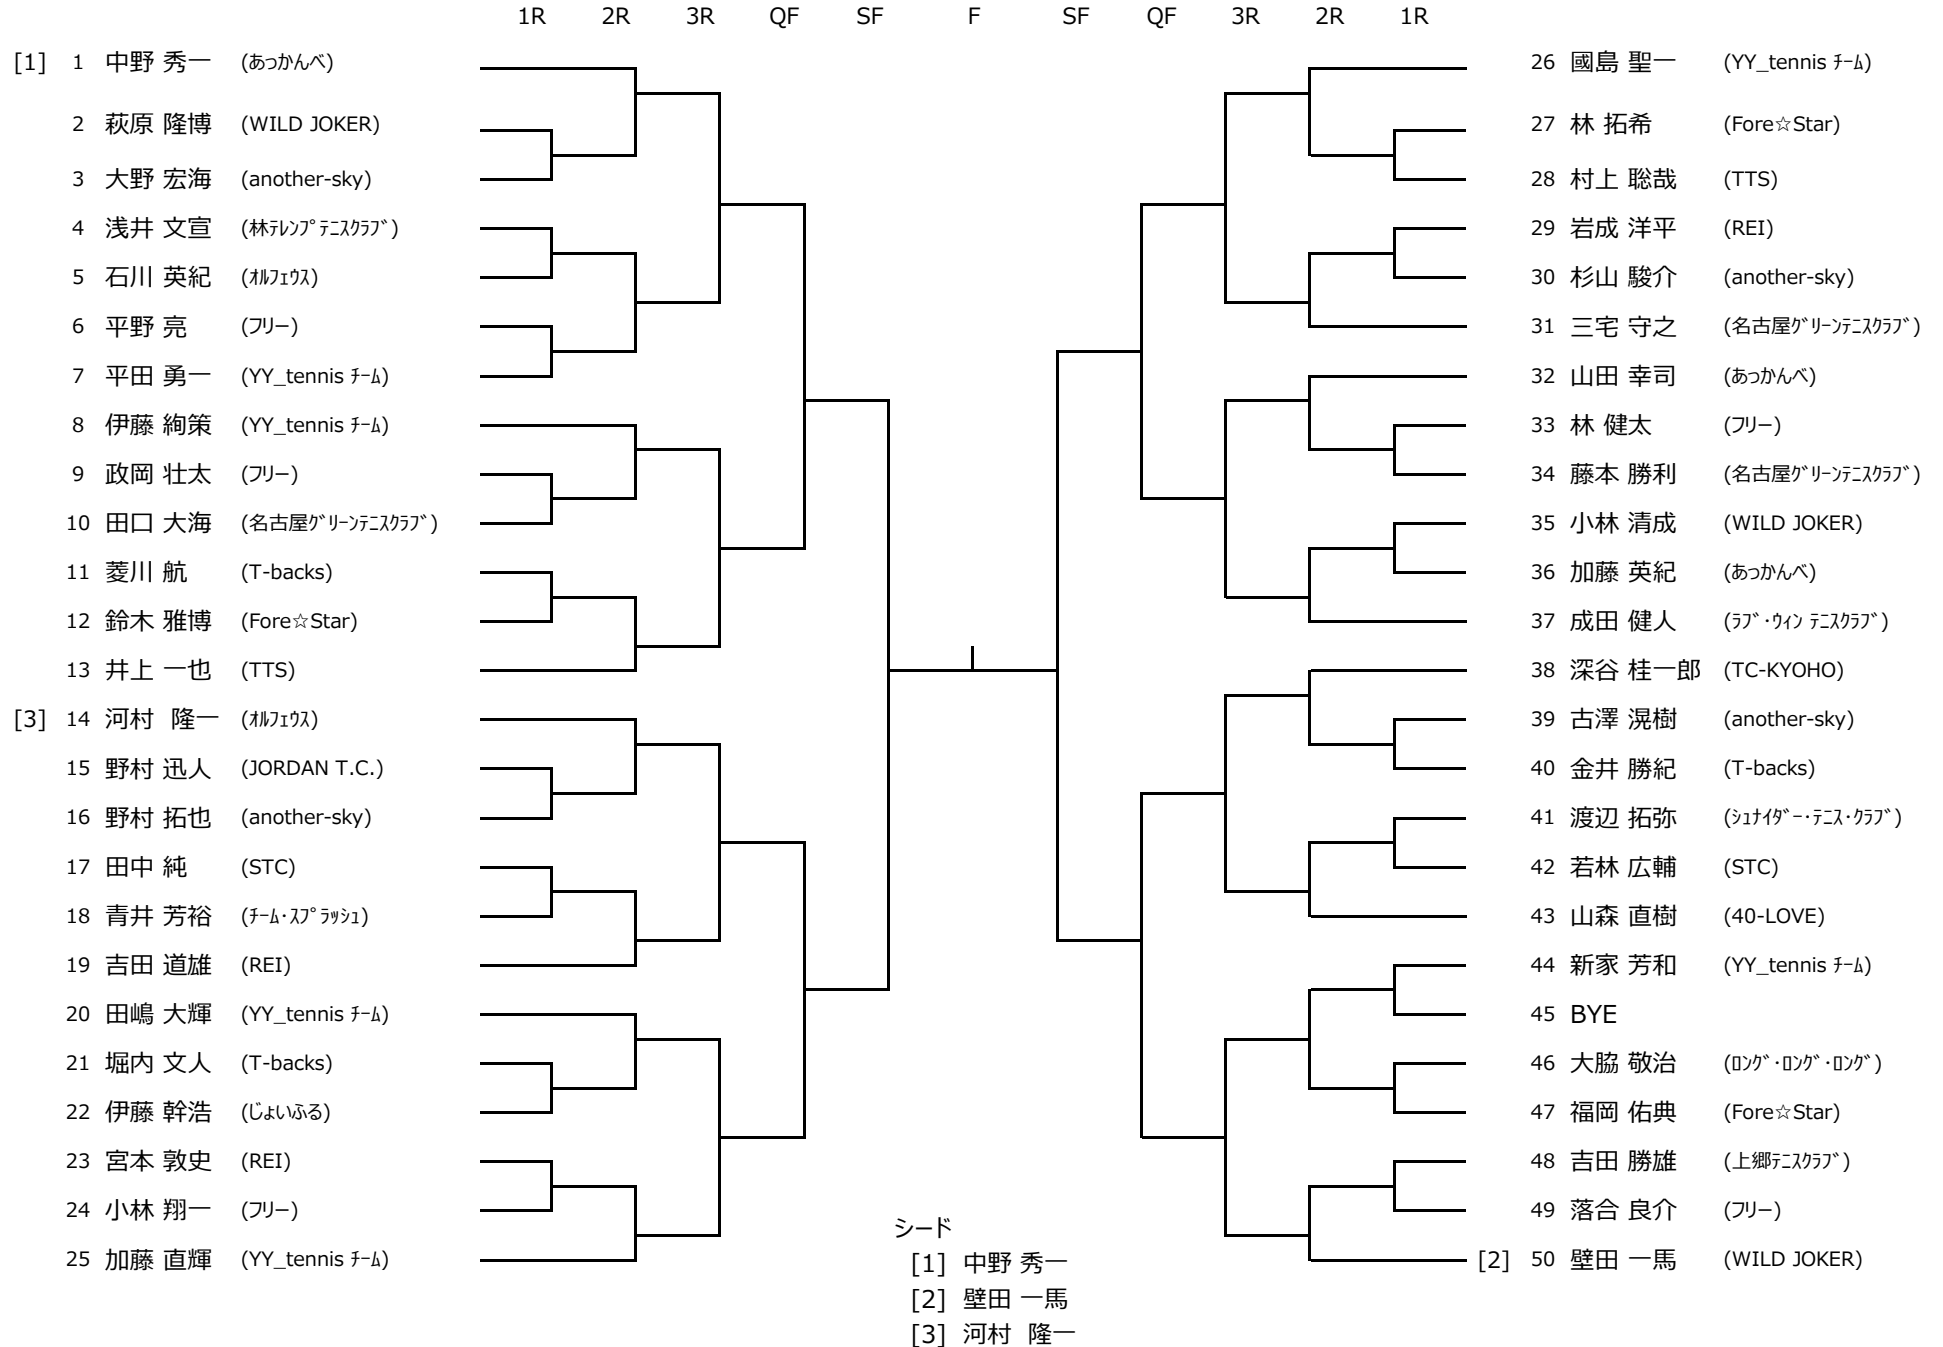 1R 2R 3R QF SF F SF QF 3R 2R 1R
[1] 1 中野 秀一 (あっかんべ)
2 萩原 隆博 (WILD JOKER)
3 大野 宏海 (another-sky)
4 浅井 文宣 (林ﾃﾚﾝﾌﾟﾃﾆｽｸﾗﾌﾞ)
5 石川 英紀 (ｵﾙﾌｪｳｽ)
6 平野 亮 (フリー)
7 平田 勇一 (YY_tennis ﾁｰﾑ)
8 伊藤 絢策 (YY_tennis ﾁｰﾑ)
9 政岡 壮太 (フリー)
10 田口 大海 (名古屋ｸﾞﾘｰﾝﾃﾆｽｸﾗﾌﾞ)
11 菱川 航 (T-backs)
12 鈴木 雅博 (Fore☆Star)
13 井上 一也 (TTS)
[3] 14 河村 隆一 (ｵﾙﾌｪｳｽ)
15 野村 迅人 (JORDAN T.C.)
16 野村 拓也 (another-sky)
17 田中 純 (STC)
18 青井 芳裕 (ﾁｰﾑ･ｽﾌﾟﾗｯｼｭ)
19 吉田 道雄 (REI)
20 田嶋 大輝 (YY_tennis ﾁｰﾑ)
21 堀内 文人 (T-backs)
22 伊藤 幹浩 (じょいふる)
23 宮本 敦史 (REI)
24 小林 翔一 (フリー)
25 加藤 直輝 (YY_tennis ﾁｰﾑ)
26 國島 聖一 (YY_tennis ﾁｰﾑ)
27 林 拓希 (Fore☆Star)
28 村上 聡哉 (TTS)
29 岩成 洋平 (REI)
30 杉山 駿介 (another-sky)
31 三宅 守之 (名古屋ｸﾞﾘｰﾝﾃﾆｽｸﾗﾌﾞ)
32 山田 幸司 (あっかんべ)
33 林 健太 (フリー)
34 藤本 勝利 (名古屋ｸﾞﾘｰﾝﾃﾆｽｸﾗﾌﾞ)
35 小林 清成 (WILD JOKER)
36 加藤 英紀 (あっかんべ)
37 成田 健人 (ﾗﾌﾞ･ｳｨﾝ ﾃﾆｽｸﾗﾌﾞ)
38 深谷 桂一郎 (TC-KYOHO)
39 古澤 滉樹 (another-sky)
40 金井 勝紀 (T-backs)
41 渡辺 拓弥 (ｼｭﾅｲﾀﾞｰ･ﾃﾆｽ･ｸﾗﾌﾞ)
42 若林 広輔 (STC)
43 山森 直樹 (40-LOVE)
44 新家 芳和 (YY_tennis ﾁｰﾑ)
45 BYE
46 大脇 敬治 (ﾛﾝｸﾞ･ﾛﾝｸﾞ･ﾛﾝｸﾞ)
47 福岡 佑典 (Fore☆Star)
48 吉田 勝雄 (上郷ﾃﾆｽｸﾗﾌﾞ)
49 落合 良介 (フリー)
[2] 50 壁田 一馬 (WILD JOKER)
シード
[1] 中野 秀一
[2] 壁田 一馬
[3] 河村 隆一